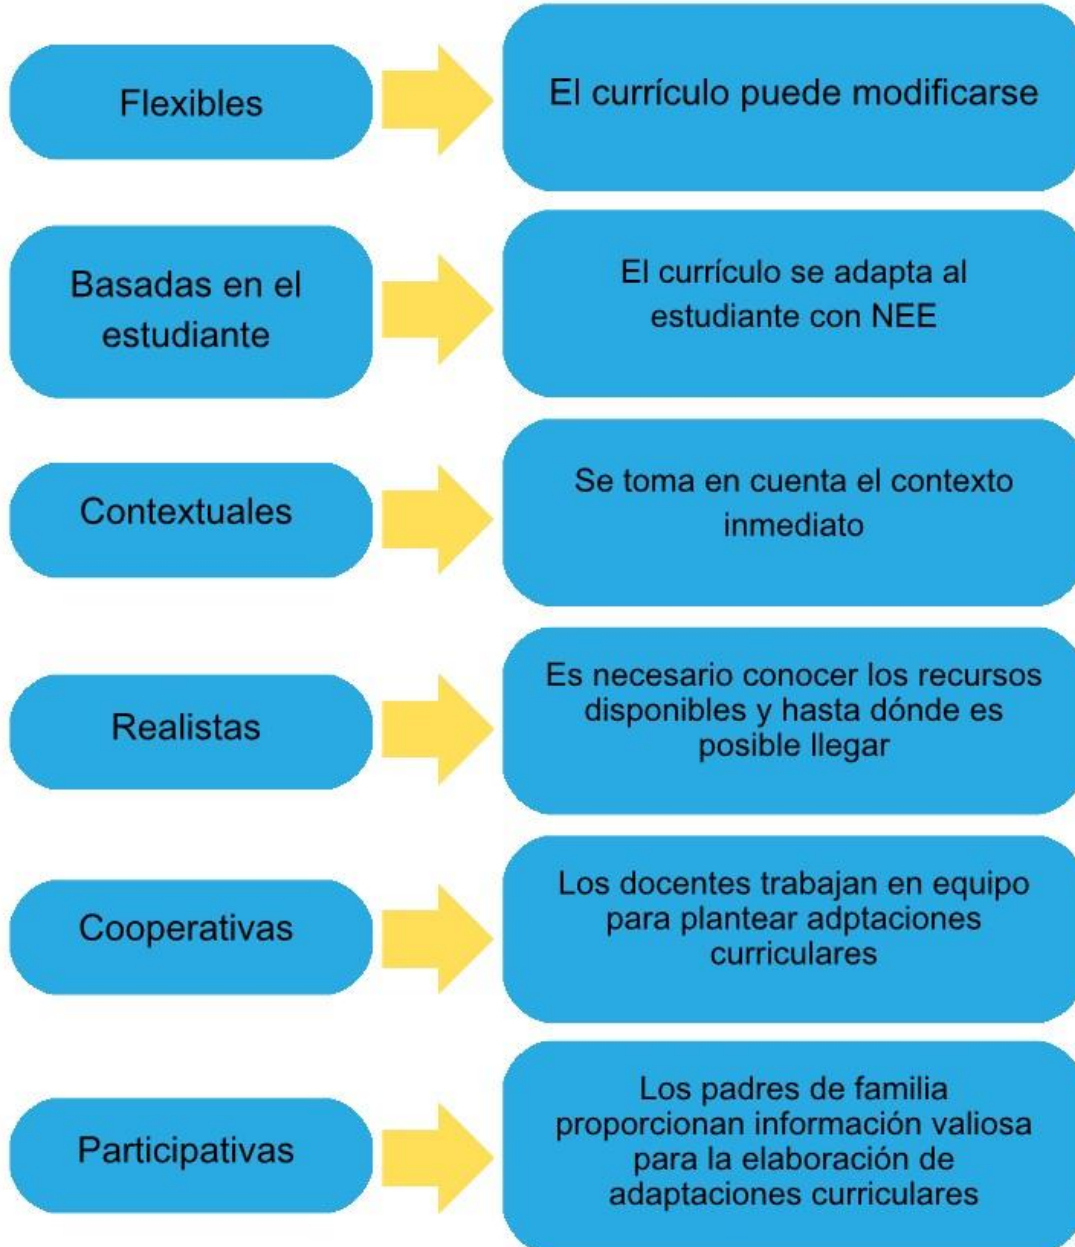 Flexibles
El currículo puede modificarse
Basadas en el
estudiante
El currículo se adapta al
estudiante con NEE
Contextuales
Se toma en cuenta el contexto
inmediato
Realistas
Es necesario conocer los recursos
disponibles y hasta dónde es
posible llegar
Cooperativas
Los docentes trabajan en equipo
para plantear adptaciones
curriculares
Participativas
Los padres de familia
proporcionan información valiosa
para la elaboración de
adaptaciones curriculares